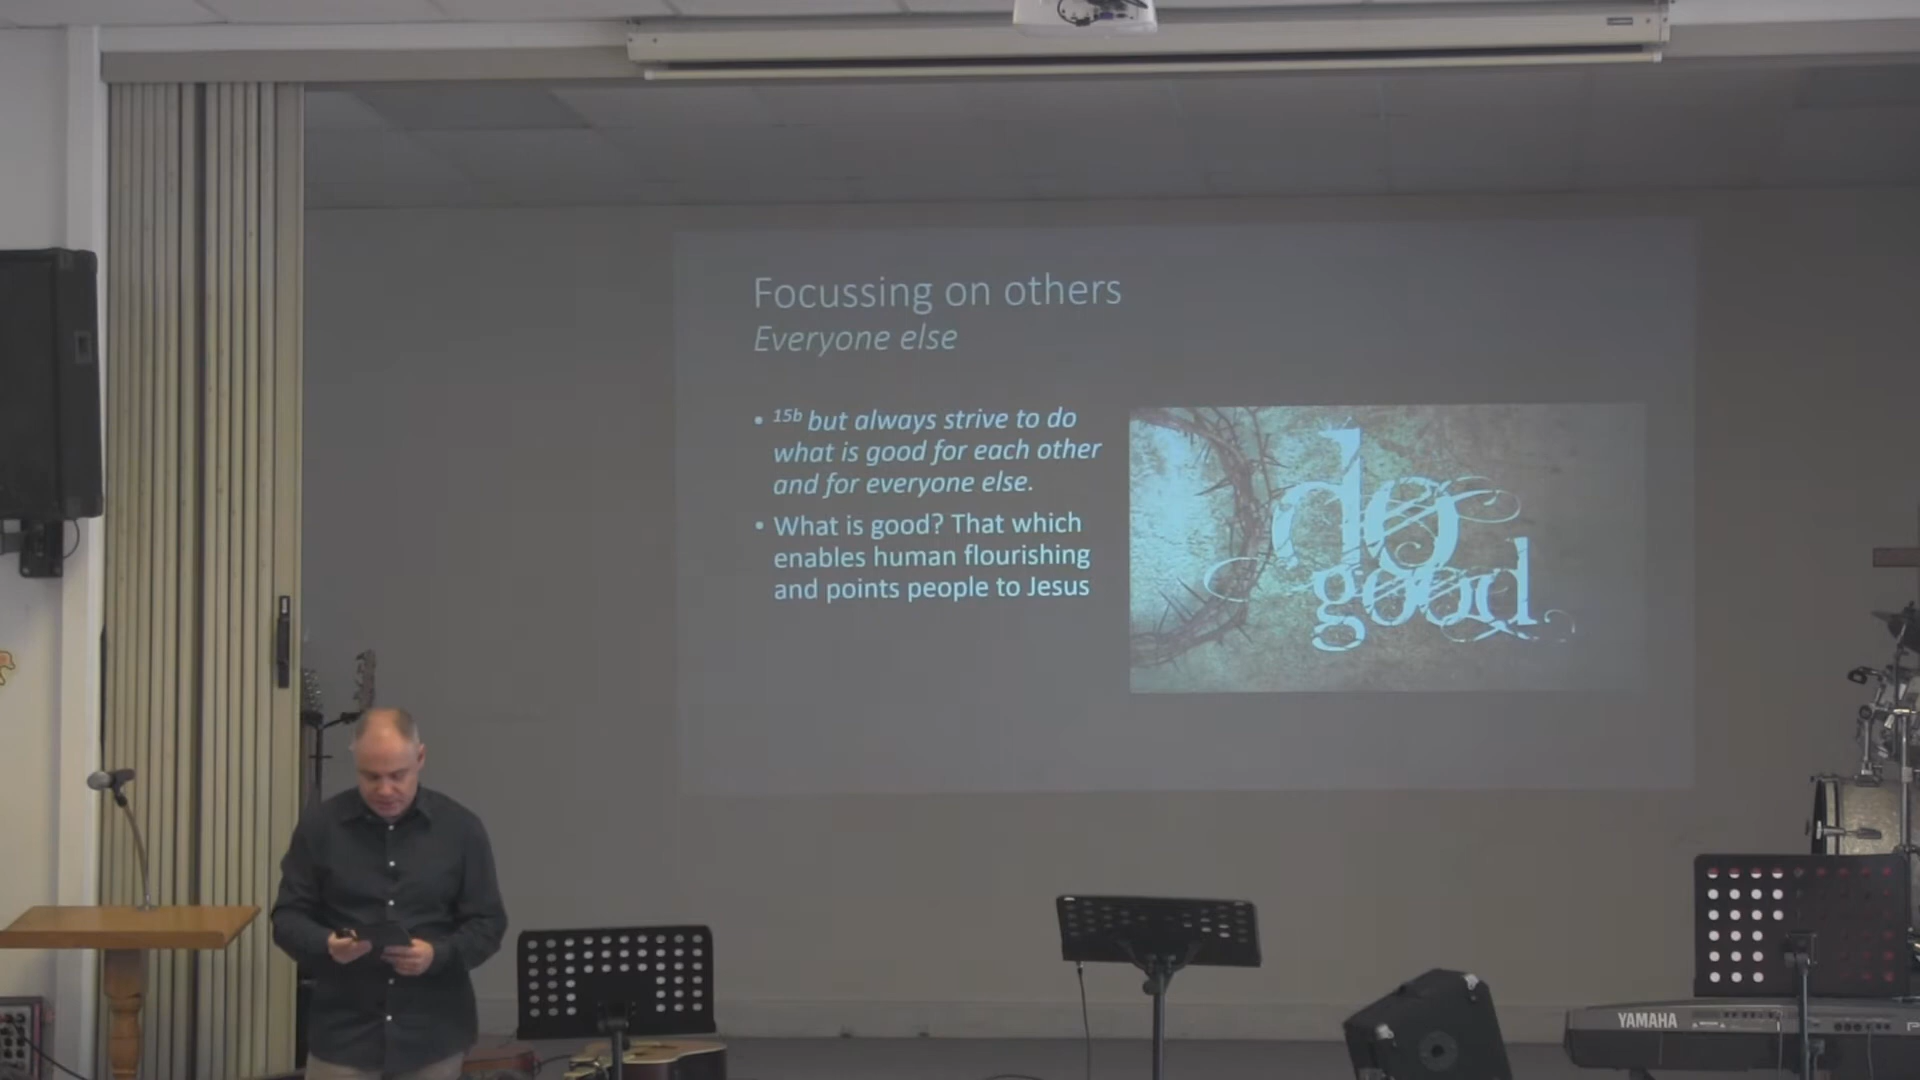 Focussing on others
Everyone else
• 15b but always strive to do
what is good for each other
and for everyone else.
• What is good? That which
enables human flourishing
and points people to Jesus
do
good
YAMAHA